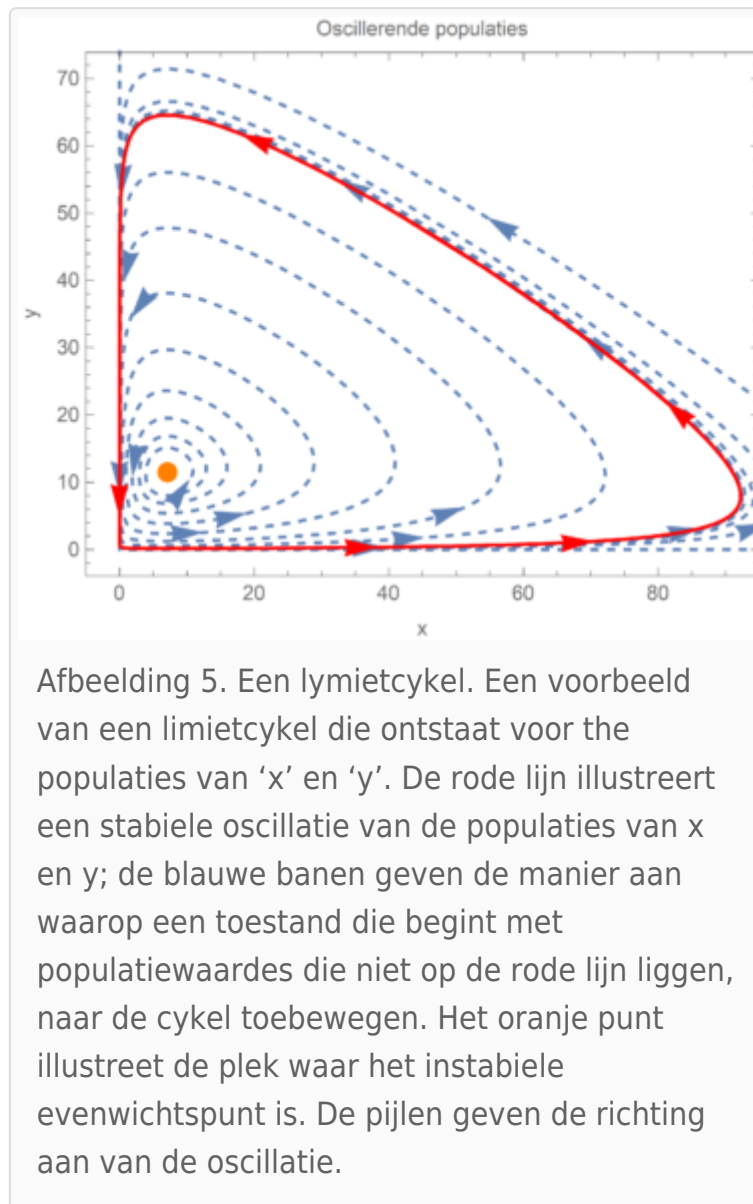 Oscillerende populaties
70
60
50
40
30
20
10
0
y
0 20 40 60 80
x
Afbeelding 5. Een lymietcykel. Een voorbeeld
van een limietcykel die ontstaat voor the
populaties van ‘x’ en ‘y’. De rode lijn illustreert
een stabiele oscillatie van de populaties van x
en y; de blauwe banen geven de manier aan
waarop een toestand die begint met
populatiewaardes die niet op de rode lijn liggen,
naar de cykel toebewegen. Het oranje punt
illustreet de plek waar het instabiele
evenwichtspunt is. De pijlen geven de richting
aan van de oscillatie.